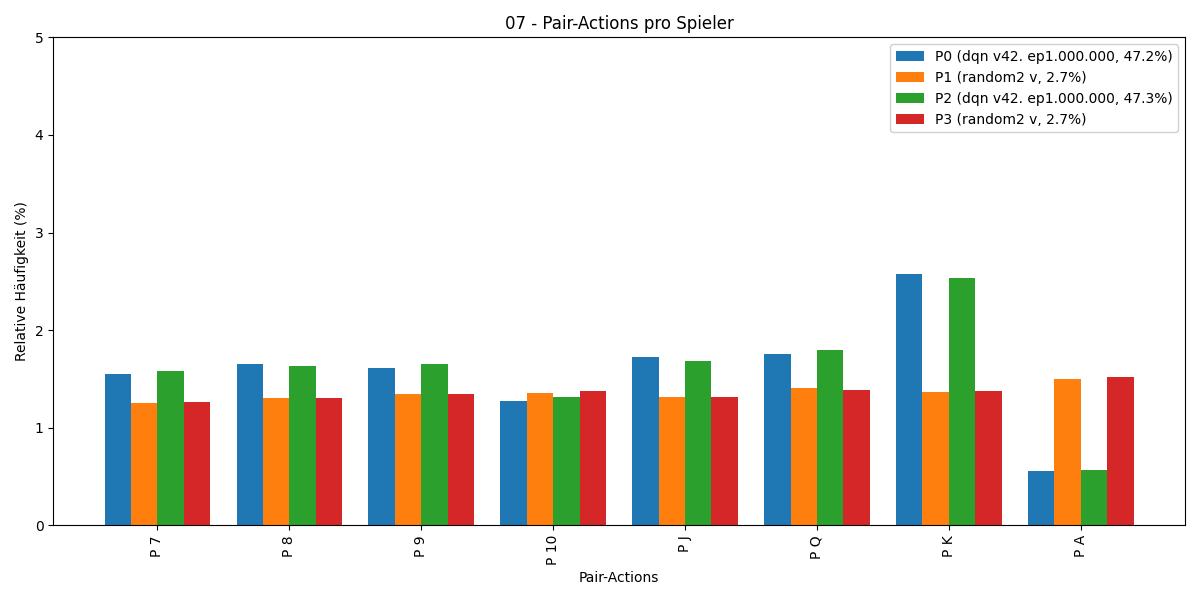 07 - Pair-Actions pro Spieler
P0 (dqn v42. ep1.000.000, 47.2%)
P1 (random2 v, 2.7%)
P2 (dqn v42. ep1.000.000, 47.3%)
P3 (random2 v, 2.7%)
Relative Häufigkeit (%)
5
4
3
2
1
0
P 7
P 8
P 9
P 10
P J
P Q
P K
P A
Pair-Actions